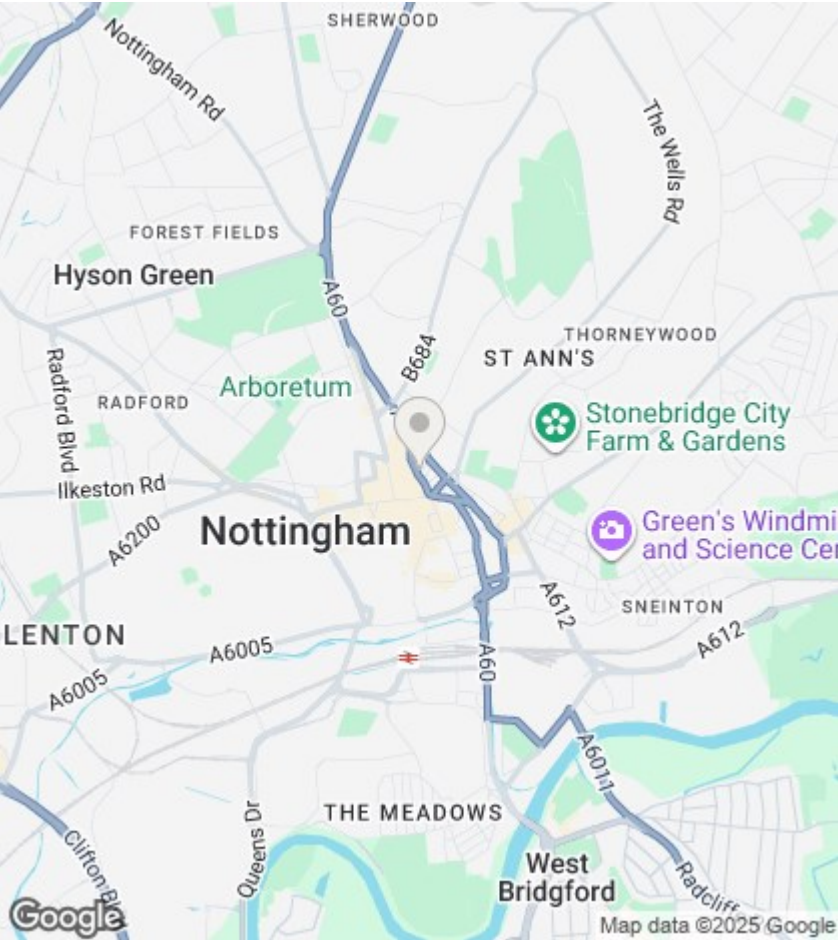 SHERWOOD
Nottingham Rd
The Wells Rd
FOREST FIELDS
Hyson Green
A60
THORNEYWOOD
B684
ST ANN'S
Radford Blvd
Arboretum
RADFORD
Stonebridge City
Farm & Gardens
Ilkeston Rd
A6200
Nottingham
Green's Windmi
and Science Cen
A612
SNEINTON
LENTON
A6005
A612
A6005
A60
A6011
THE MEADOWS
Queens Dr
Clifton Blvd
West
Bridgford
Radcliff
Google
Map data ©2025 Google